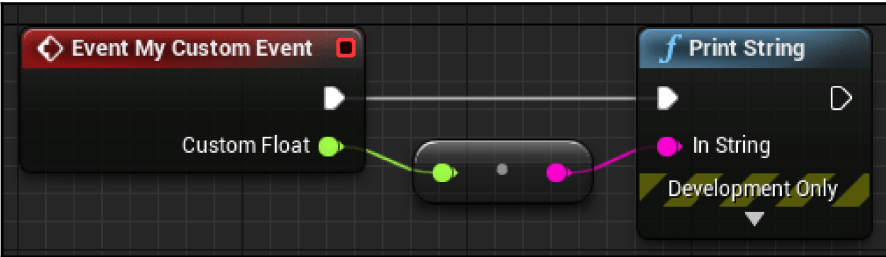 Event My Custom Event
Custom Float
f Print String
In String
Development Only